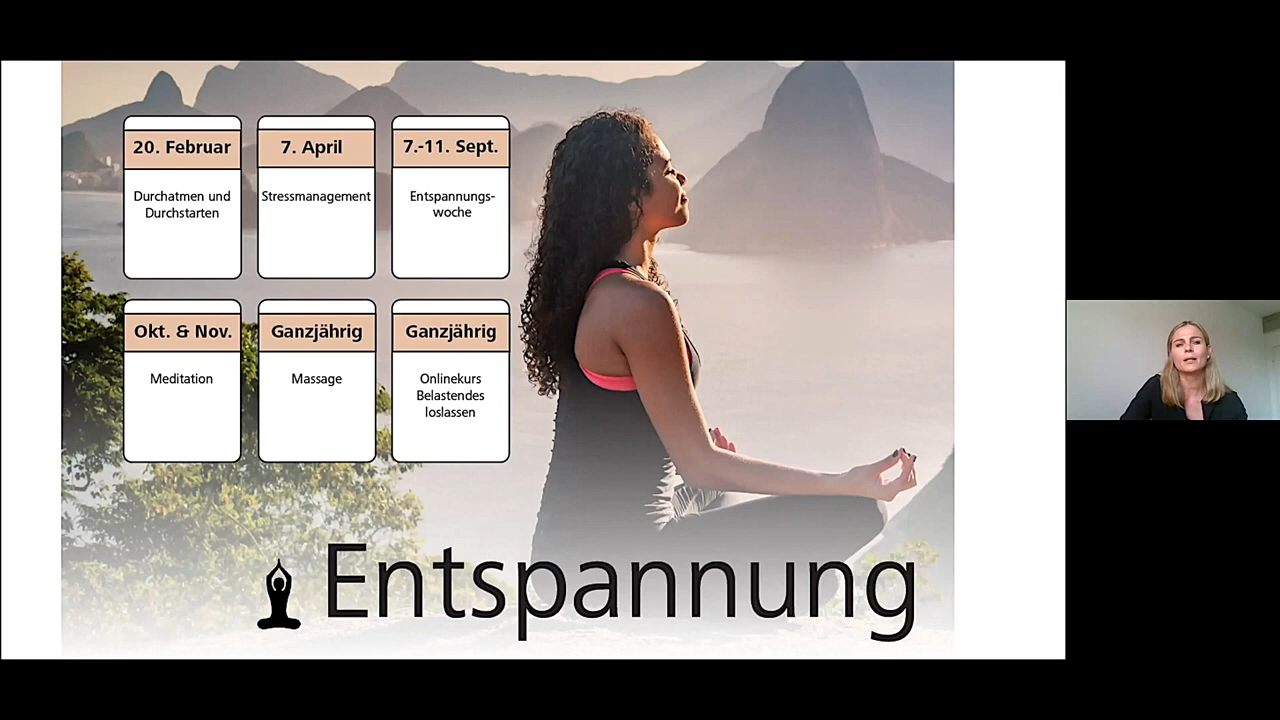 20. Februar
Durchatmen und
Durchstarten
7. April
Stressmanagement
7.-11. Sept.
Entspannungs-
woche
Okt. & Nov.
Meditation
Ganzjährig
Massage
Ganzjährig
Onlinekurs
Belastendes
loslassen
Entspannung